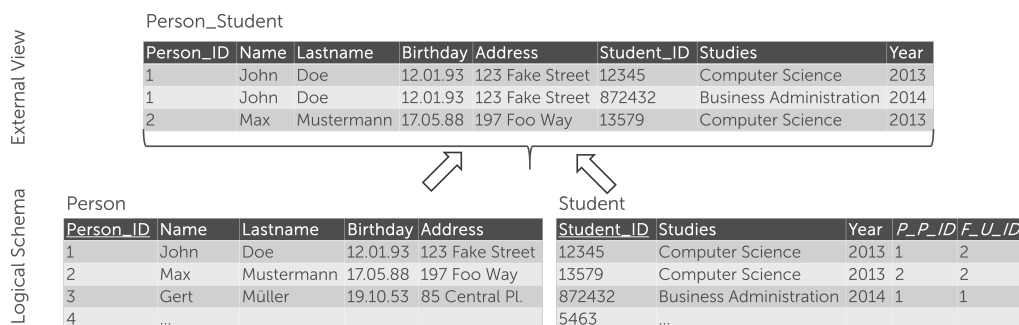 Person_Student
External View
Person_ID Name Lastname Birthday Address Student_ID Studies Year
1 John Doe 12.01.93 123 Fake Street 12345 Computer Science 2013
1 John Doe 12.01.93 123 Fake Street 872432 Business Administration 2014
2 Max Mustermann 17.05.88 197 Foo Way 13579 Computer Science 2013
Logical Schema
Person
Person_ID Name Lastname Birthday Address
1 John Doe 12.01.93 123 Fake Street
2 Max Mustermann 17.05.88 197 Foo Way
3 Gert Müller 19.10.53 85 Central Pl.
4 ...
Student
Student_ID Studies Year P_P_ID F_U_ID
12345 Computer Science 2013 1 2
13579 Computer Science 2013 2 2
872432 Business Administration 2014 1 1
5463 ...